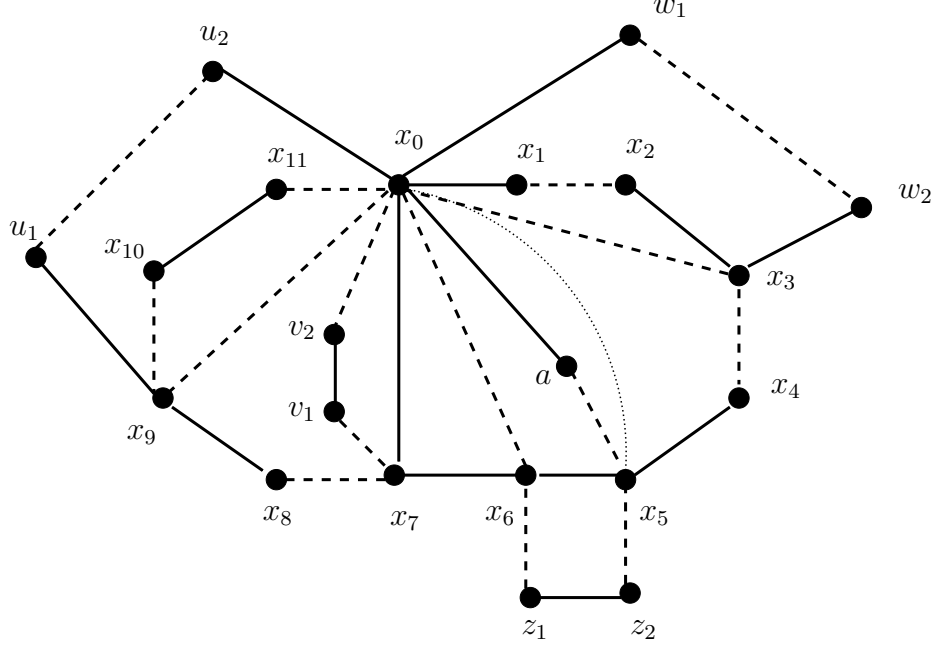 w₁
u₂
x₀
x₁
x₂
x₁₁
w₂
u₁
x₁₀
x₃
v₂
a
x₄
v₁
x₉
x₈
x₇
x₆
x₅
z₁
z₂